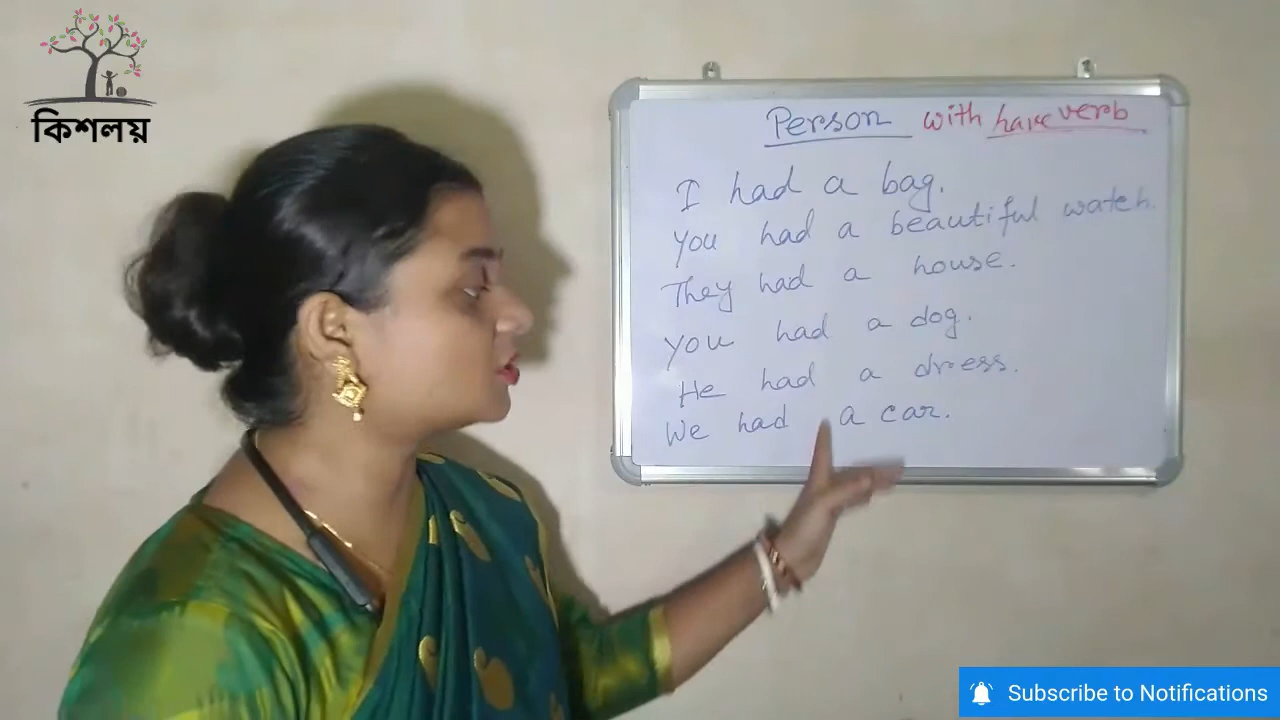 কিশলয়
Person with have verb
I had a bag.
You had a beautiful watch.
They had a house.
You had a dog.
He had a dress.
We had a car.
Subscribe to Notifications